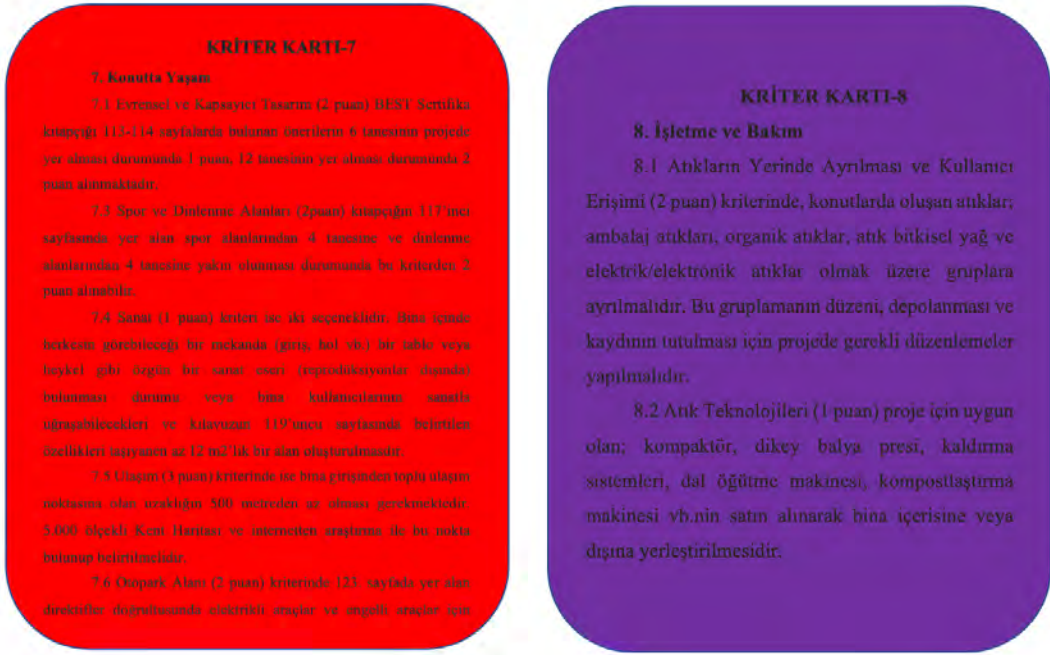 KRİTER KARTI-7
7. Konutta Yaşam
7.1 Evrensel ve Kapsayıcı Tasarım (2 puan) BEST Sertifika
kitapçığı 113-114 sayfalarda bulunan önerilerin 6 tanesinin projede
yer alması durumunda 1 puan, 12 tanesinin yer alması durumunda 2
puan alınmaktadır.
7.3 Spor ve Dinlenme Alanları (2puan) kitapçığın 117’inci
sayfasında yer alan spor alanlarından 4 tanesine ve dinlenme
alanlarından 4 tanesine yakın olunması durumunda bu kriterden 2
puan alınabilir.
7.4 Sanat (1 puan) kriteri ise iki seçeneklidir. Bina içinde
herkesin görebileceği bir mekanda (giriş, hol vb.) bir tablo veya
heykel gibi özgün bir sanat eseri (reprodüksiyonlar dışında)
bulunması durumu veya bina kullanıcılarının sanatla
uğraşabilecekleri ve kılavuzun 119’uncu sayfasında belirtilen
özellikleri taşıyan en az 12 m2’lik bir alan oluşturulmasıdır.
7.5 Ulaşım (3 puan) kriterinde ise bina girişinden toplu ulaşım
noktasına olan uzaklığın 500 metreden az olması gerekmektedir.
5.000 ölçekli Kent Haritası ve internetten araştırma ile bu nokta
bulunup belirtilmelidir.
7.6 Otopark Alanı (2 puan) kriterinde 123. sayfada yer alan
direktifler doğrultusunda elektrikli araçlar ve engelli araçlar için
KRİTER KARTI-8
8. İşletme ve Bakım
8.1 Atıkların Yerinde Ayrılması ve Kullanıcı
Erişimi (2 puan) kriterinde, konutlarda oluşan atıklar;
ambalaj atıkları, organik atıklar, atık bitkisel yağ ve
elektrik/elektronik atıklar olmak üzere gruplara
ayrılmalıdır. Bu gruplamanın düzeni, depolanması ve
kaydının tutulması için projede gerekli düzenlemeler
yapılmalıdır.
8.2 Atık Teknolojileri (1 puan) proje için uygun
olan; kompaktör, dikey balya presi, kaldırma
sistemleri, dal öğütme makinesi, kompostlaştırma
makinesi vb.nin satın alınarak bina içerisine veya
dışına yerleştirilmesidir.